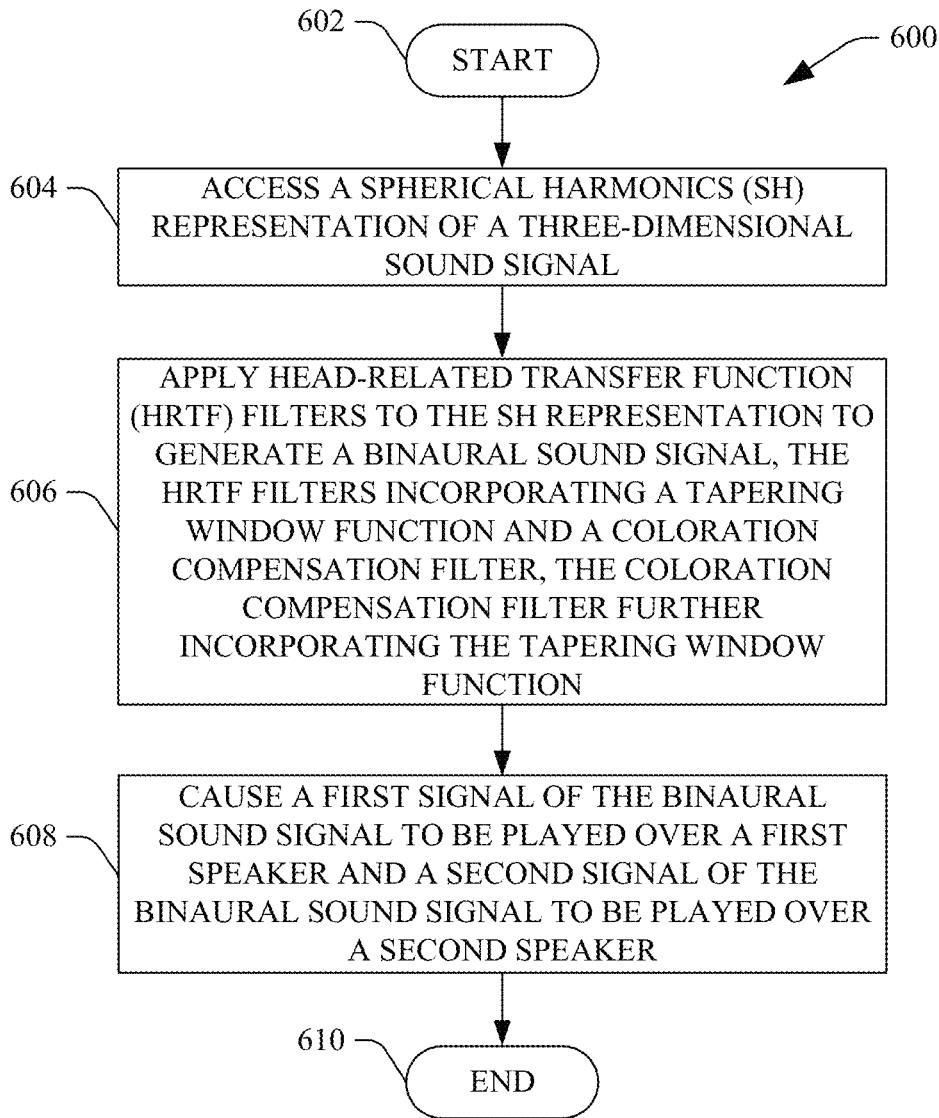 602
START
600
604
ACCESS A SPHERICAL HARMONICS (SH)
REPRESENTATION OF A THREE-DIMENSIONAL
SOUND SIGNAL
606
APPLY HEAD-RELATED TRANSFER FUNCTION
(HRTF) FILTERS TO THE SH REPRESENTATION TO
GENERATE A BINAURAL SOUND SIGNAL, THE
HRTF FILTERS INCORPORATING A TAPERING
WINDOW FUNCTION AND A COLORATION
COMPENSATION FILTER, THE COLORATION
COMPENSATION FILTER FURTHER
INCORPORATING THE TAPERING WINDOW
FUNCTION
608
CAUSE A FIRST SIGNAL OF THE BINAURAL
SOUND SIGNAL TO BE PLAYED OVER A FIRST
SPEAKER AND A SECOND SIGNAL OF THE
BINAURAL SOUND SIGNAL TO BE PLAYED OVER
A SECOND SPEAKER
610
END